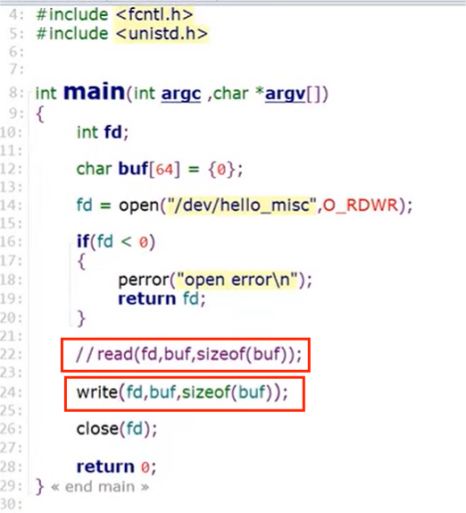 4: #include <fcntl.h>
5: #include <unistd.h>
6:
7:
8: int main(int argc ,char *argv[])
9: {
10: int fd;
11:
12: char buf[64] = {0};
13:
14: fd = open("/dev/hello_misc",O_RDWR);
15:
16: if(fd < 0)
17: {
18: perror("open error\n");
19: return fd;
20: }
21:
22: //read(fd,buf,sizeof(buf));
23:
24: write(fd,buf,sizeof(buf));
25:
26: close(fd);
27:
28: return 0;
29: } « end main »
30: